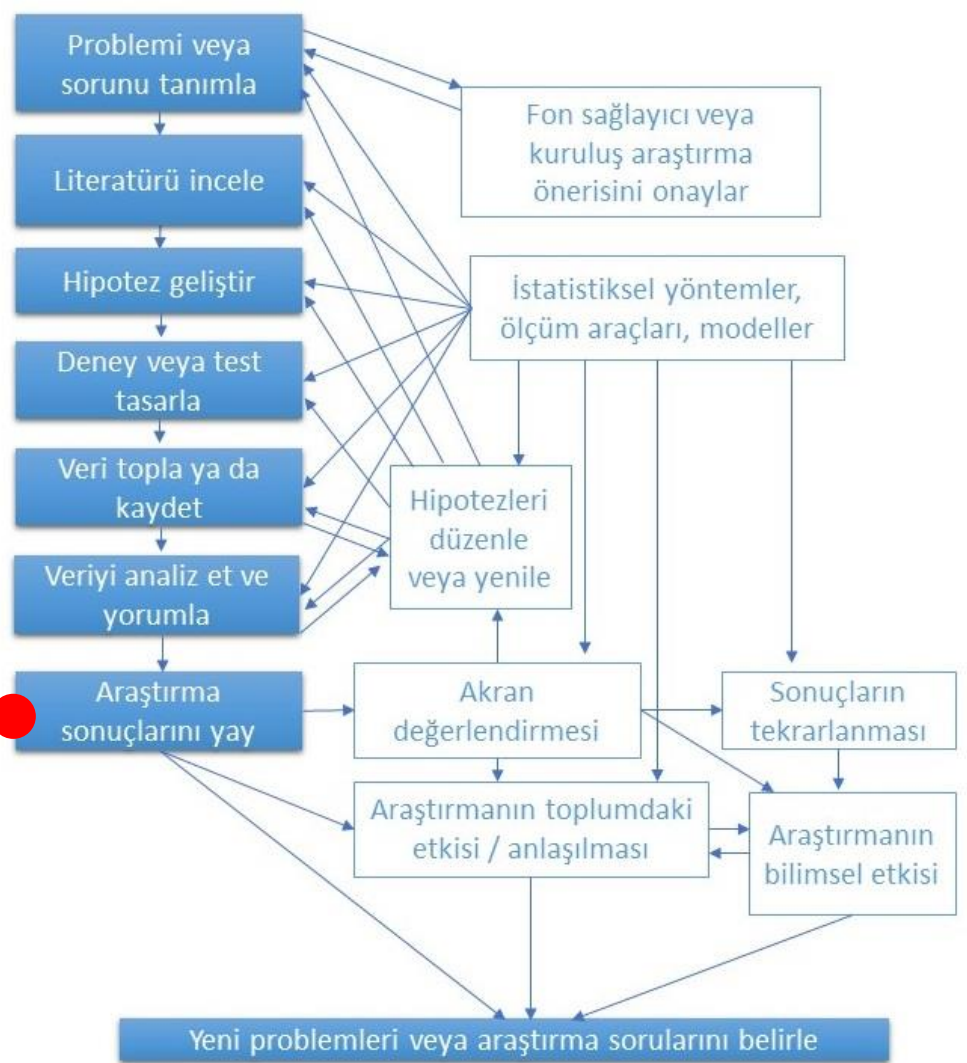 Problemi veya
sorunu tanımla
Fon sağlayıcı veya
kuruluş araştırma
önerisini onaylar
Literatürü incele
Hipotez geliştir
İstatistiksel yöntemler,
ölçüm araçları, modeller
Deney veya test
tasarla
Veri topla ya da
kaydet
Hipotezleri
düzenle
veya yenile
Veriyi analiz et ve
yorumla
Araştırma
sonuçlarını yay
Akran
değerlendirmesi
Sonuçların
tekrarlanması
Araştırmanın toplumdaki
etkisi / anlaşılması
Araştırmanın
bilimsel etkisi
Yeni problemleri veya araştırma sorularını belirle